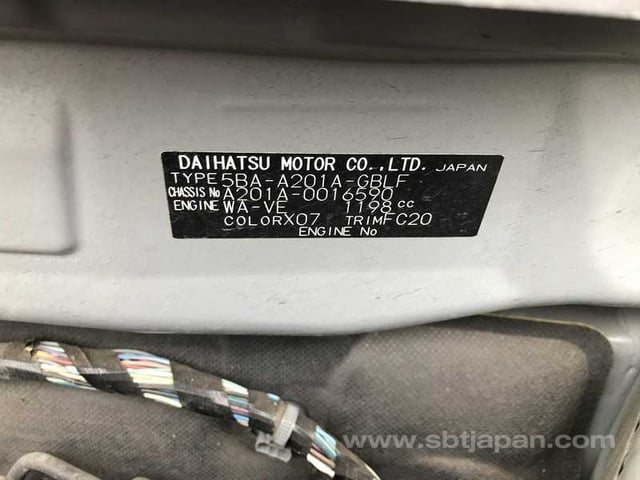 DAIHATSU MOTOR CO.,LTD. JAPAN
TYPE 5BA-A201A-GBLF
CHASSIS No A201A-0016590
ENGINE WA-VE 1198 cc
COLOR X07 TRIM FC20
ENGINE No
www.sbtjapan.com